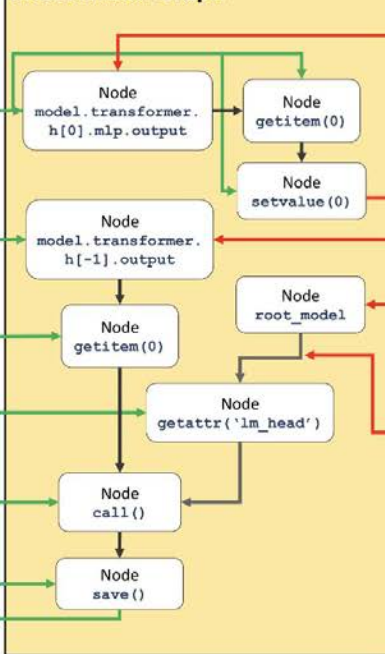 Node
model.transformer.
h[0].mlp.output
Node
getitem(0)
Node
setvalue(0)
Node
model.transformer.
h[-1].output
Node
root_model
Node
getitem(0)
Node
getattr(‘lm_head’)
Node
call()
Node
save()